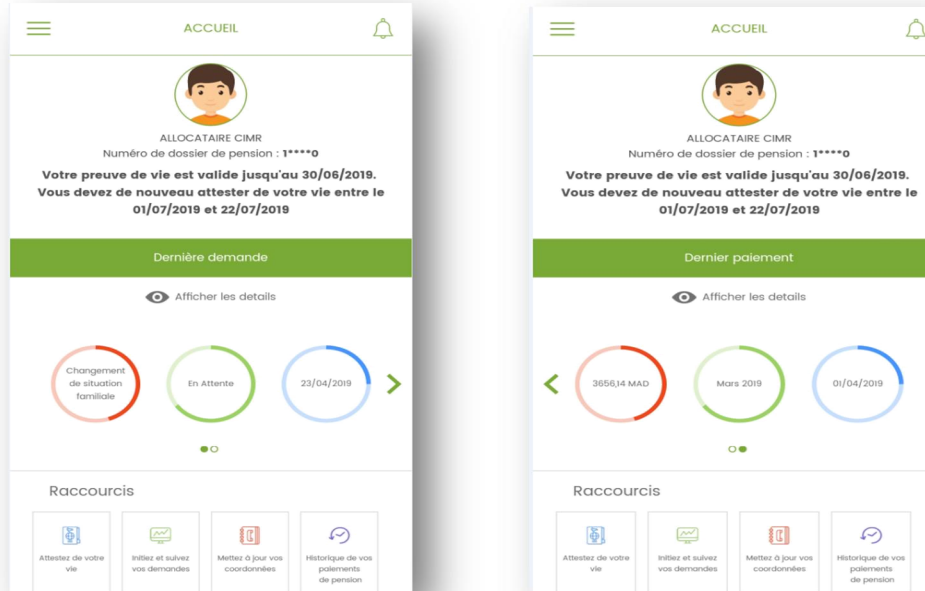 ACCUEIL
ALLOCATAIRE CIMR
Numéro de dossier de pension : 1****0
Votre preuve de vie est valide jusqu'au 30/06/2019.
Vous devez de nouveau attester de votre vie entre le
01/07/2019 et 22/07/2019
Dernière demande
Afficher les details
Changement
de situation
familiale
En Attente
23/04/2019
Raccourcis
Attestez de votre
vie
Initiez et suivez
vos demandes
Mettez à jour vos
coordonnées
Historique de vos
paiements
de pension
ACCUEIL
ALLOCATAIRE CIMR
Numéro de dossier de pension : 1****0
Votre preuve de vie est valide jusqu'au 30/06/2019.
Vous devez de nouveau attester de votre vie entre le
01/07/2019 et 22/07/2019
Dernier paiement
Afficher les details
3656,14 MAD
Mars 2019
01/04/2019
Raccourcis
Attestez de votre
vie
Initiez et suivez
vos demandes
Mettez à jour vos
coordonnées
Historique de vos
paiements
de pension